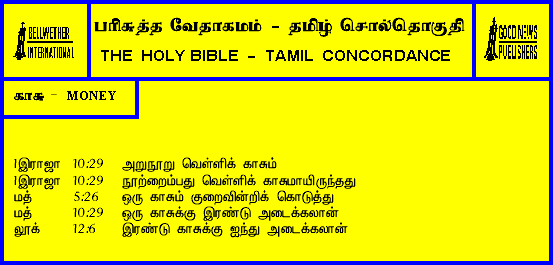 BELLWETHER
INTERNATIONAL
பரிசுத்த வேதாகமம் - தமிழ் சொல்தொகுதி
THE HOLY BIBLE - TAMIL CONCORDANCE
GOOD NEWS
PUBLISHERS
காசு - MONEY
1இராஜா 10:29 அறுநூறு வெள்ளிக் காசும்
1இராஜா 10:29 நூற்றைம்பது வெள்ளிக் காசுமாயிருந்தது
மத் 5:26 ஒரு காசும் குறைவின்றிக் கொடுத்து
மத் 10:29 ஒரு காசுக்கு இரண்டு அடைக்கலான்
லூக் 12:6 இரண்டு காசுக்கு ஐந்து அடைக்கலான்